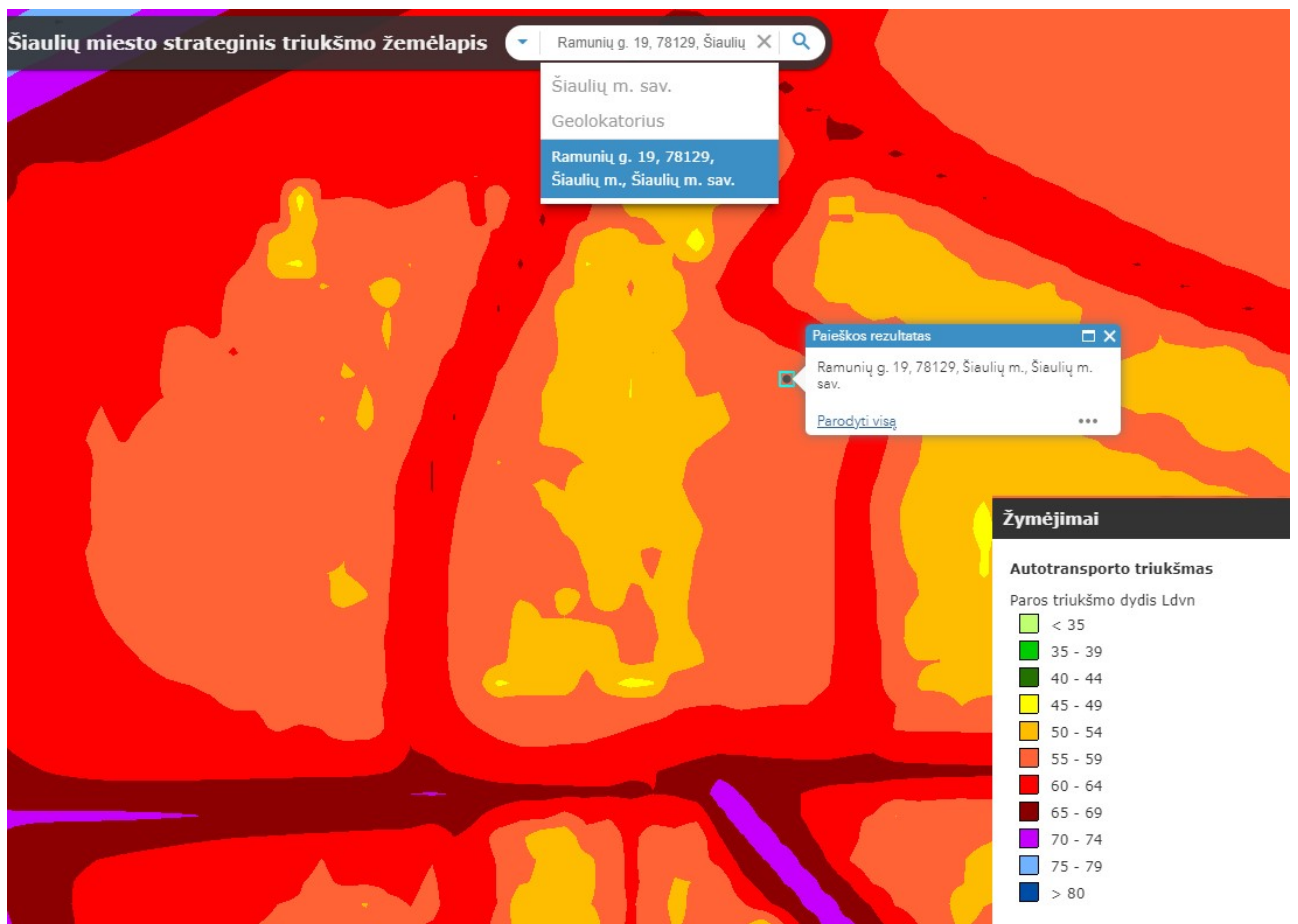 Šiaulių miesto strateginis triukšmo žemėlapis
Ramunių g. 19, 78129, Šiaulių
Šiaulių m. sav.
Geolokatorius
Ramunių g. 19, 78129,
Šiaulių m., Šiaulių m. sav.
Paieškos rezultatas
Ramunių g. 19, 78129, Šiaulių m., Šiaulių m.
sav.
Parodyti visą
Žymėjimai
Autotransporto triukšmas
Paros triukšmo dydis Ldvn
< 35
35 - 39
40 - 44
45 - 49
50 - 54
55 - 59
60 - 64
65 - 69
70 - 74
75 - 79
> 80